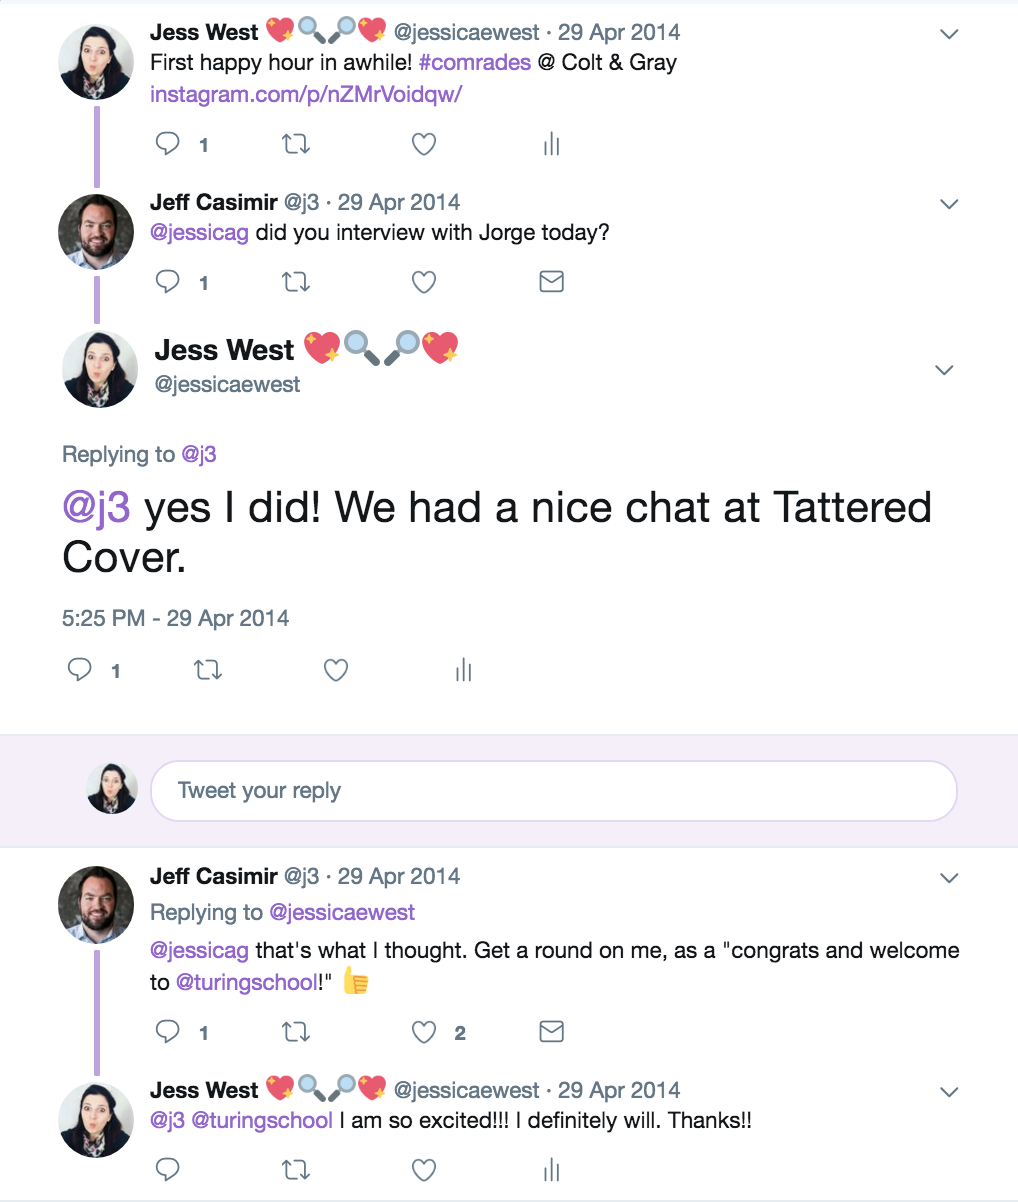 Jess West 💖🔍🔎💖 @jessicaewest · 29 Apr 2014
First happy hour in awhile! #comrades @ Colt & Gray
instagram.com/p/nZMrVoidqw/
1
Jeff Casimir @j3 · 29 Apr 2014
@jessicag did you interview with Jorge today?
1
Jess West 💖🔍🔎💖
@jessicaewest
Replying to @j3
@j3 yes I did! We had a nice chat at Tattered
Cover.
5:25 PM - 29 Apr 2014
1
Tweet your reply
Jeff Casimir @j3 · 29 Apr 2014
Replying to @jessicaewest
@jessicag that's what I thought. Get a round on me, as a "congrats and welcome
to @turingschool!" 👍
1 2
Jess West 💖🔍🔎💖 @jessicaewest · 29 Apr 2014
@j3 @turingschool I am so excited!!! I definitely will. Thanks!!